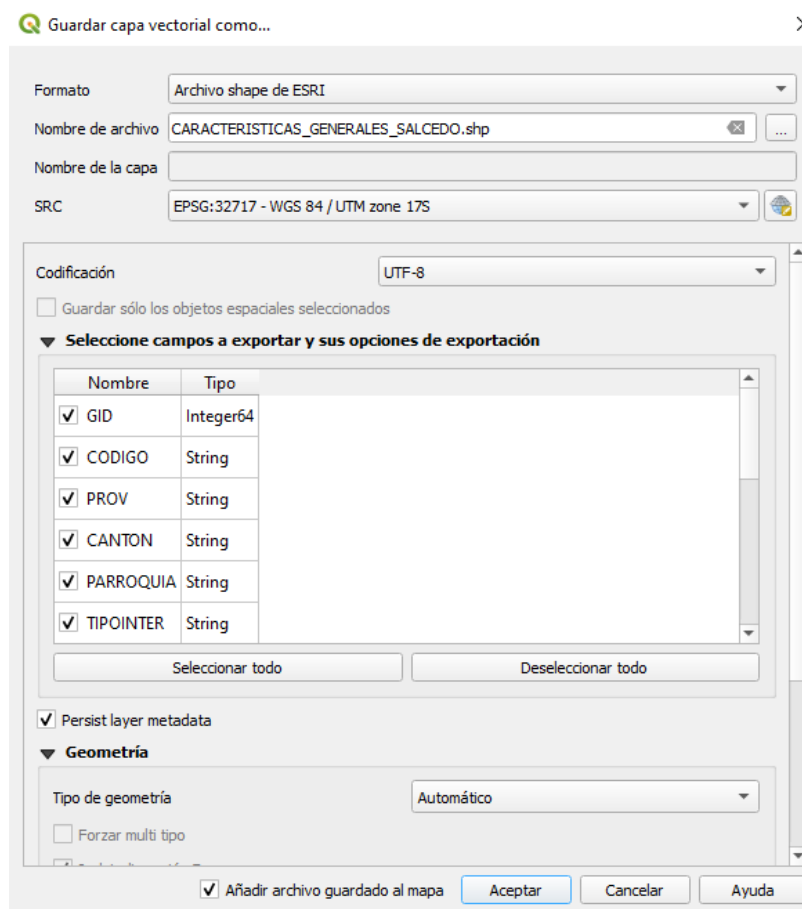 Guardar capa vectorial como...
Formato Archivo shape de ESRI
Nombre de archivo CARACTERISTICAS_GENERALES_SALCEDO.shp ...
Nombre de la capa
SRC EPSG:32717 - WGS 84 / UTM zone 17S
Codificación UTF-8
Guardar sólo los objetos espaciales seleccionados
Seleccione campos a exportar y sus opciones de exportación
Nombre Tipo
GID Integer64
CODIGO String
PROV String
CANTON String
PARROQUIA String
TIPOINTER String
Seleccionar todo Deseleccionar todo
Persist layer metadata
Geometría
Tipo de geometría Automático
Forzar multi tipo
Añadir archivo guardado al mapa Aceptar Cancelar Ayuda